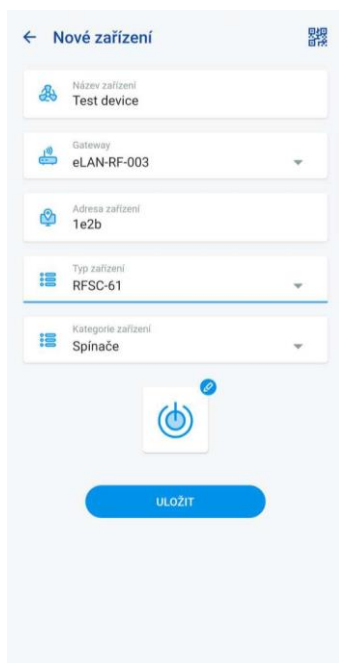 Nové zařízení
Název zařízení
Test device
Gateway
eLAN-RF-003
Adresa zařízení
1e2b
Typ zařízení
RFSC-61
Kategorie zařízení
Spínače
ULOŽIT